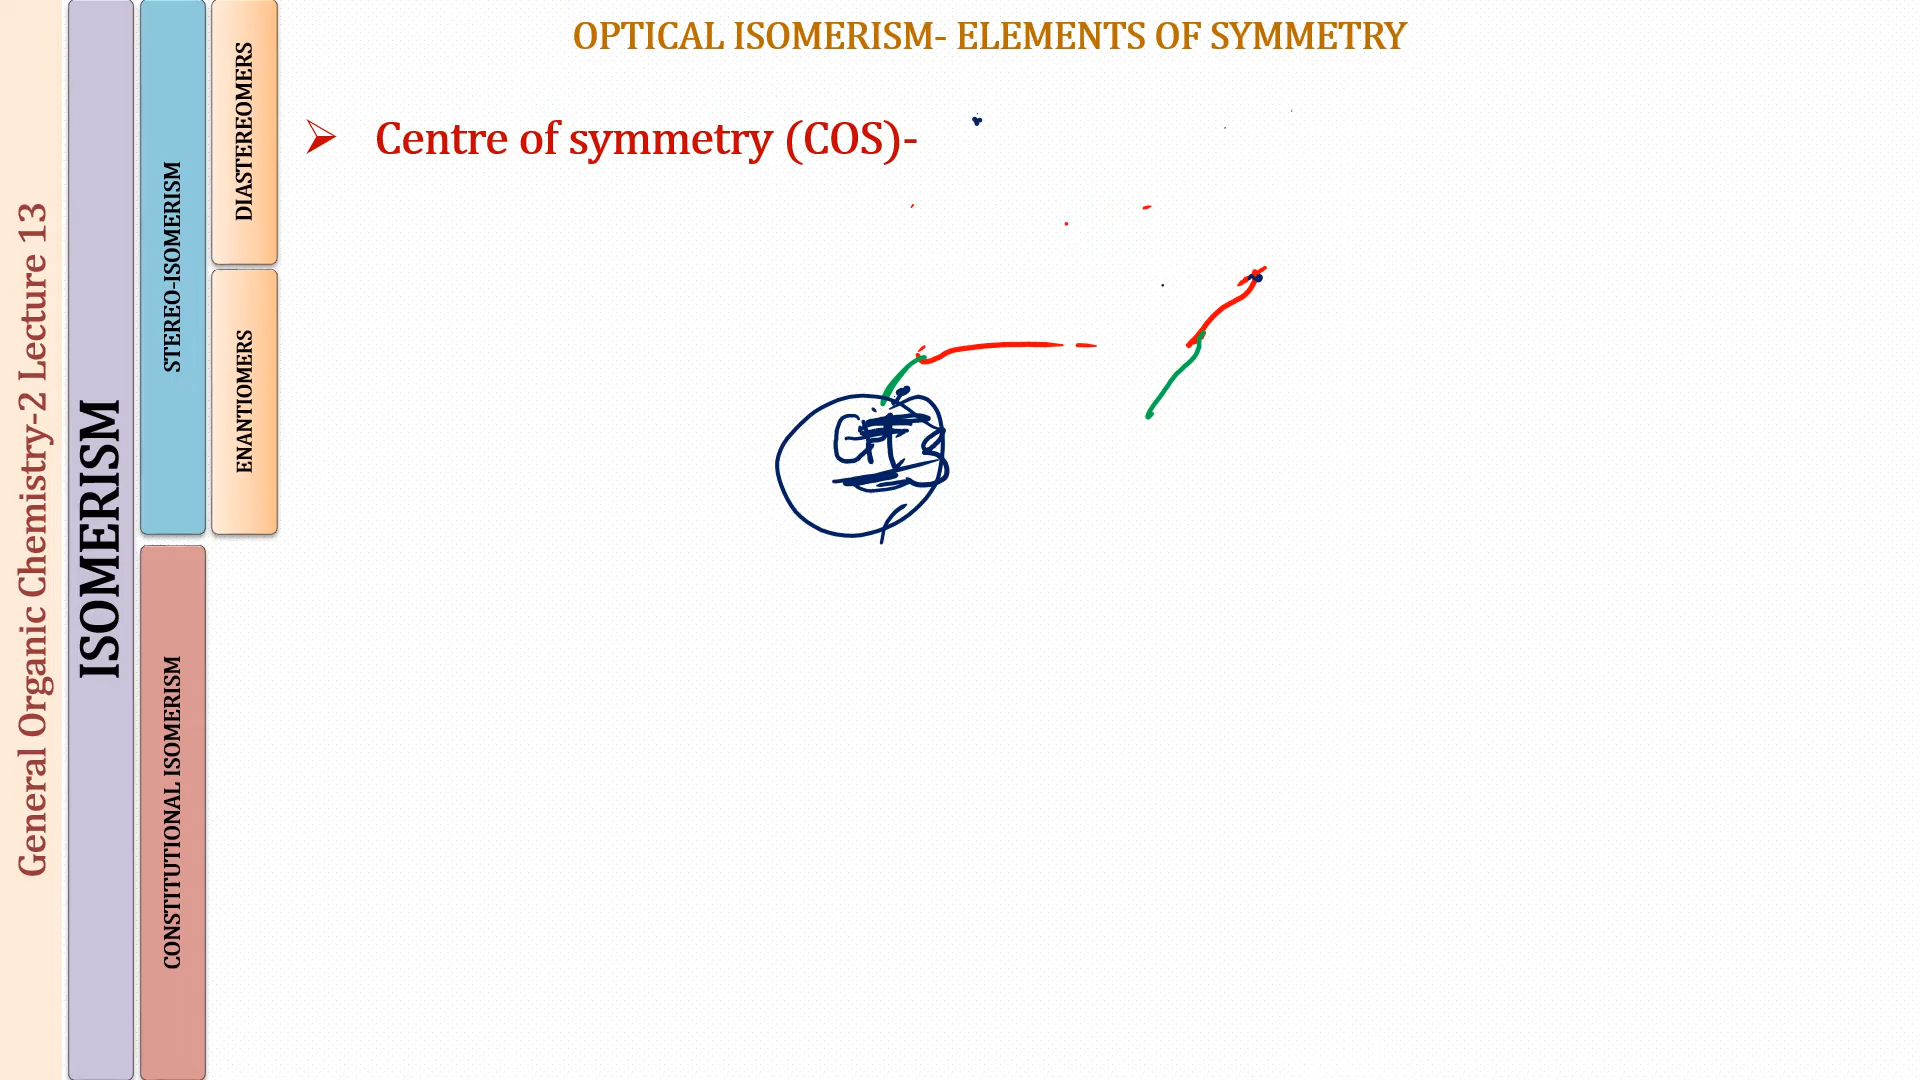 OPTICAL ISOMERISM- ELEMENTS OF SYMMETRY
Centre of symmetry (COS)-
General Organic Chemistry-2 Lecture 13
ISOMERISM
STEREO-ISOMERISM
CONSTITUTIONAL ISOMERISM
DIASTEREOMERS
ENANTIOMERS